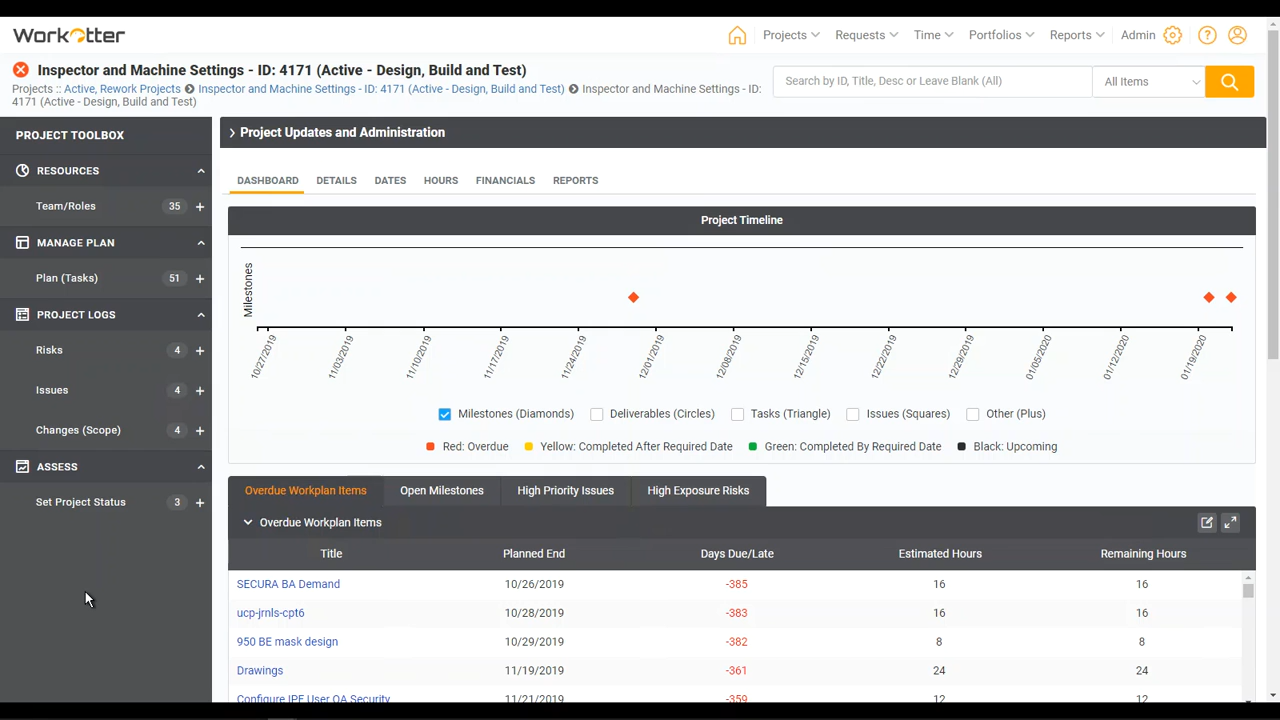 Workotter
Projects Requests Time Portfolios Reports Admin
Inspector and Machine Settings - ID: 4171 (Active - Design, Build and Test)
Projects :: Active, Rework Projects Inspector and Machine Settings - ID: 4171 (Active - Design, Build and Test) Inspector and Machine Settings - ID:
4171 (Active - Design, Build and Test)
Search by ID, Title, Desc or Leave Blank (All) All Items
PROJECT TOOLBOX
RESOURCES
Team/Roles 35 +
MANAGE PLAN
Plan (Tasks) 51 +
PROJECT LOGS
Risks 4 +
Issues 4 +
Changes (Scope) 4 +
ASSESS
Set Project Status 3 +
Project Updates and Administration
DASHBOARD DETAILS DATES HOURS FINANCIALS REPORTS
Project Timeline
Milestones
10/27/2019 11/03/2019 11/10/2019 11/17/2019 11/24/2019 12/01/2019 12/08/2019 12/15/2019 12/22/2019 12/29/2019 01/05/2020 01/12/2020 01/19/2020
Milestones (Diamonds) Deliverables (Circles) Tasks (Triangle) Issues (Squares) Other (Plus)
Red: Overdue Yellow: Completed After Required Date Green: Completed By Required Date Black: Upcoming
Overdue Workplan Items Open Milestones High Priority Issues High Exposure Risks
Overdue Workplan Items
Title Planned End Days Due/Late Estimated Hours Remaining Hours
SECURA BA Demand 10/26/2019 -385 16 16
ucp-jrnls-cpt6 10/28/2019 -383 16 16
950 BE mask design 10/29/2019 -382 8 8
Drawings 11/19/2019 -361 24 24
Configure IPE User QA Security 11/21/2019 -359 12 12